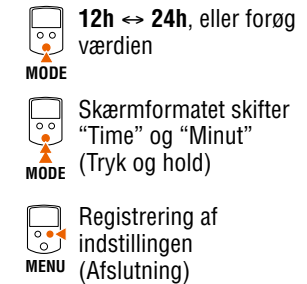 12h ↔ 24h, eller forøg
værdien
MODE
Skærmformatet skifter
“Time” og “Minut”
(Tryk og hold)
MODE
Registrering af
indstillingen
(Afslutning)
MENU